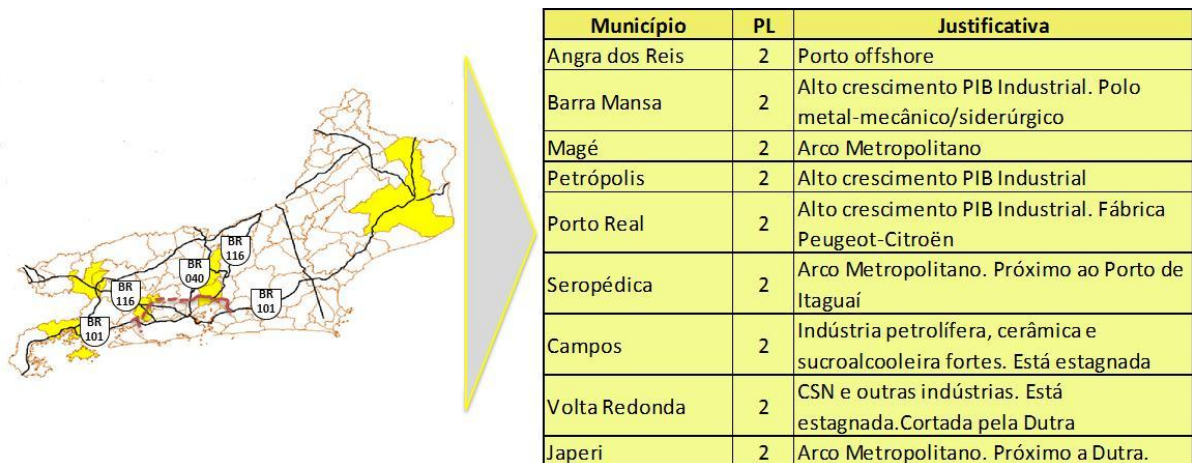 Município PL Justificativa
Angra dos Reis 2 Porto offshore
Barra Mansa 2 Alto crescimento PIB Industrial. Polo
metal-mecânico/siderúrgico
Magé 2 Arco Metropolitano
Petrópolis 2 Alto crescimento PIB Industrial
Porto Real 2 Alto crescimento PIB Industrial. Fábrica
Peugeot-Citroën
Seropédica 2 Arco Metropolitano. Próximo ao Porto de
Itaguaí
Campos 2 Indústria petrolífera, cerâmica e
sucroalcooleira fortes. Está estagnada
Volta Redonda 2 CSN e outras indústrias. Está
estagnada.Cortada pela Dutra
Japeri 2 Arco Metropolitano. Próximo a Dutra.
BR
116
BR
040
BR
116
BR
101
BR
101